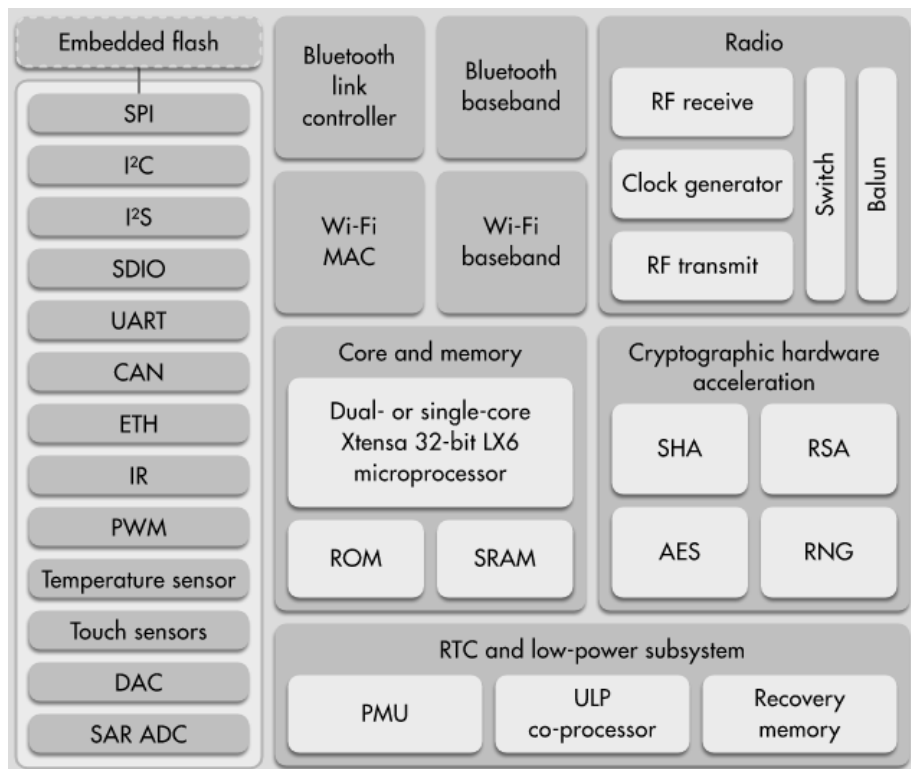 Embedded flash
SPI
I²C
I²S
SDIO
UART
CAN
ETH
IR
PWM
Temperature sensor
Touch sensors
DAC
SAR ADC
Bluetooth
link
controller
Bluetooth
baseband
Wi-Fi
MAC
Wi-Fi
baseband
Radio
RF receive
Clock generator
RF transmit
Switch
Balun
Core and memory
Dual- or single-core
Xtensa 32-bit LX6
microprocessor
ROM
SRAM
Cryptographic hardware
acceleration
SHA
RSA
AES
RNG
RTC and low-power subsystem
PMU
ULP
co-processor
Recovery
memory